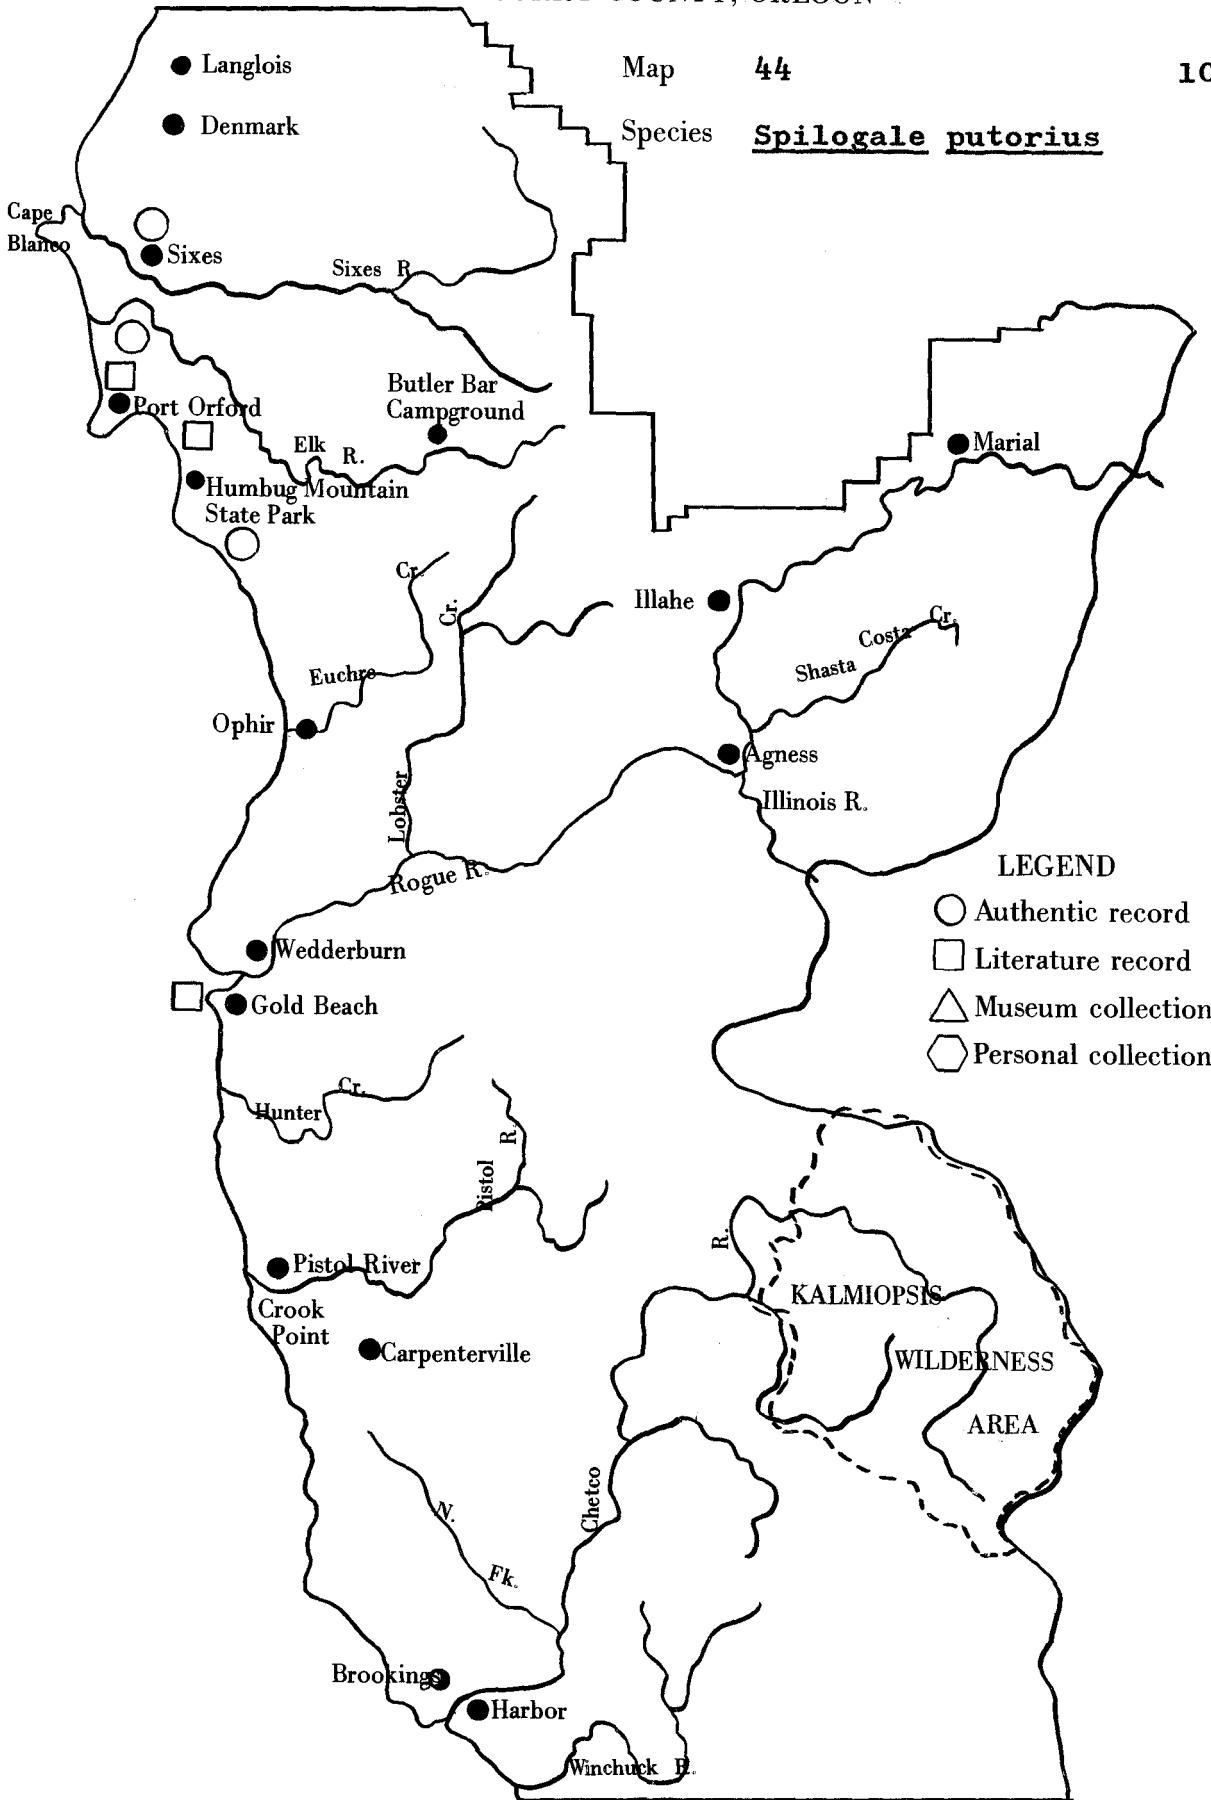 COUNTY, OREGON
Map 44
Species Spilogale putorius
Langlois
Denmark
Cape
Blanco
Sixes
Sixes R
Port Orford
Butler Bar
Campground
Elk R.
Humbug Mountain
State Park
Marial
Cr.
Cr.
Illahe
Shasta Costa Cr.
Euchre
Ophir
Agness
Illinois R.
Lobster
Rogue R.
Wedderburn
Gold Beach
LEGEND
Authentic record
Literature record
Museum collection
Personal collection
Cr.
Hunter
R.
Pistol
Pistol River
Crook
Point
Carpenterville
R.
KALMIOPSIS
WILDERNESS
AREA
Chetco
N.
Fk.
Brookings
Harbor
Winchuck R.